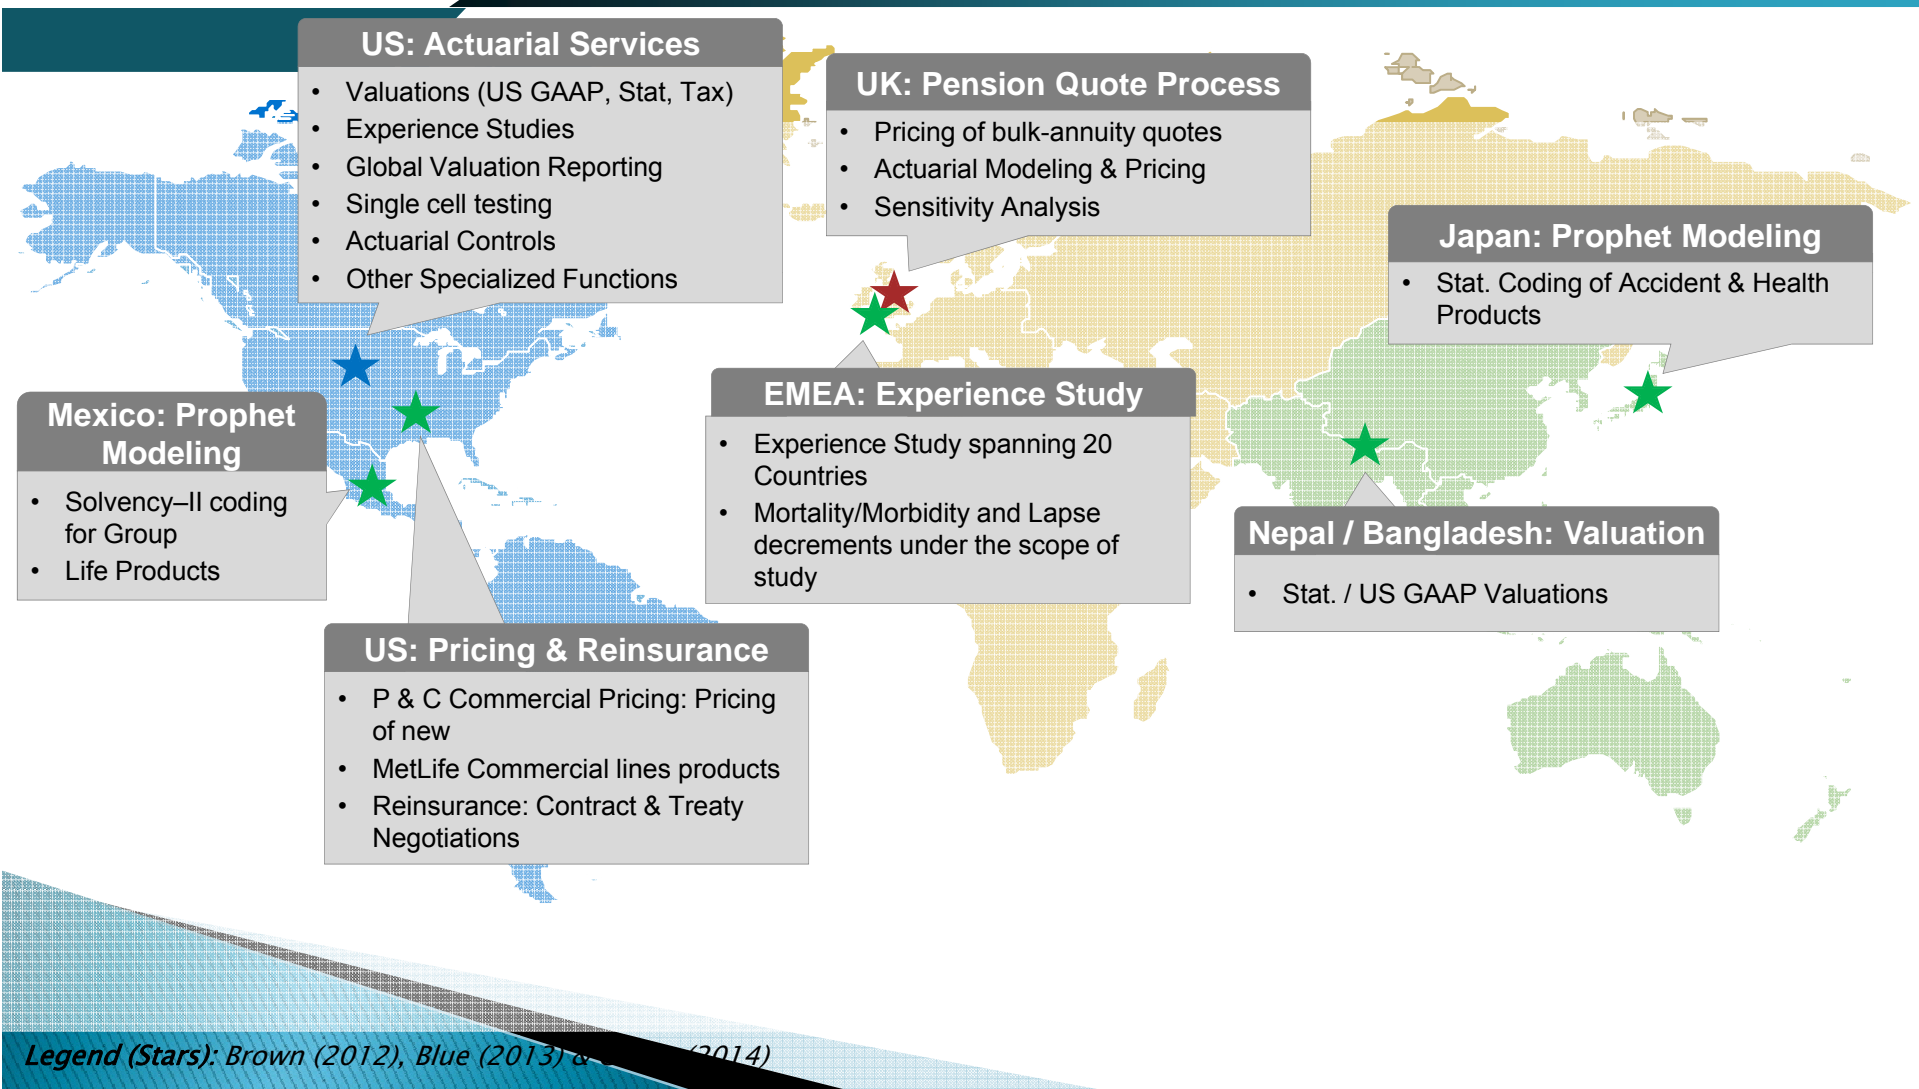 US: Actuarial Services
• Valuations (US GAAP, Stat, Tax)
• Experience Studies
• Global Valuation Reporting
• Single cell testing
• Actuarial Controls
• Other Specialized Functions
UK: Pension Quote Process
• Pricing of bulk-annuity quotes
• Actuarial Modeling & Pricing
• Sensitivity Analysis
Japan: Prophet Modeling
• Stat. Coding of Accident & Health
Products
Mexico: Prophet
Modeling
• Solvency–II coding
for Group
• Life Products
EMEA: Experience Study
• Experience Study spanning 20
Countries
• Mortality/Morbidity and Lapse
decrements under the scope of
study
Nepal / Bangladesh: Valuation
• Stat. / US GAAP Valuations
US: Pricing & Reinsurance
• P & C Commercial Pricing: Pricing
of new
• MetLife Commercial lines products
• Reinsurance: Contract & Treaty
Negotiations
Legend (Stars): Brown (2012), Blue (2013) & (2014)